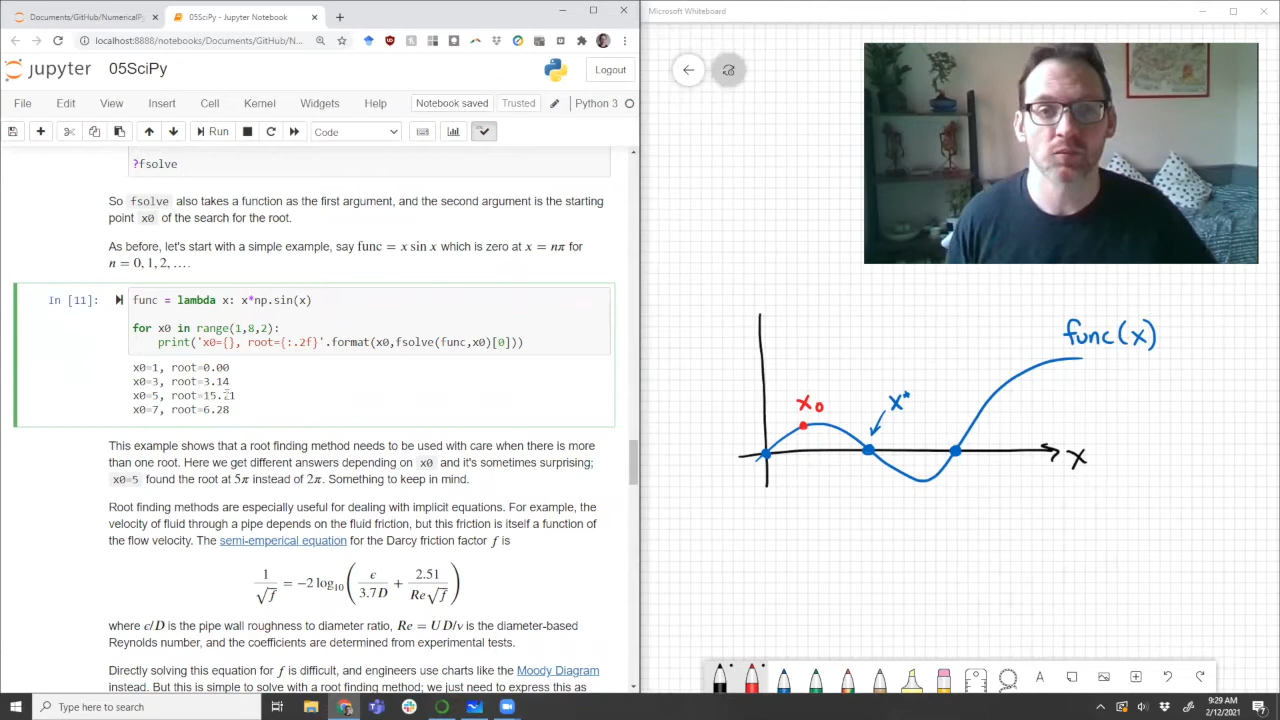 Documents/GitHub/NumericalPy
05SciPy - Jupyter Notebook
localhost:8888/notebooks/Documents/GitHub/N...
jupyter
05SciPy
Logout
File
Edit
View
Insert
Cell
Kernel
Widgets
Help
Notebook saved
Trusted
Python 3
Run
Code
?fsolve
So fsolve also takes a function as the first argument, and the second argument is the starting
point x0 of the search for the root.
As before, let's start with a simple example, say func = x sin x which is zero at x = nπ for
n = 0, 1, 2, ….
In [11]:
func = lambda x: x*np.sin(x)
for x0 in range(1,8,2):
print('x0={}, root={:.2f}'.format(x0,fsolve(func,x0)[0]))
x0=1, root=0.00
x0=3, root=3.14
x0=5, root=15.21
x0=7, root=6.28
This example shows that a root finding method needs to be used with care when there is more
than one root. Here we get different answers depending on x0 and it's sometimes surprising;
x0=5 found the root at 5π instead of 2π. Something to keep in mind.
Root finding methods are especially useful for dealing with implicit equations. For example, the
velocity of fluid through a pipe depends on the fluid friction, but this friction is itself a function of
the flow velocity. The semi-emperical equation for the Darcy friction factor f is
1/√f = −2 log10 (ϵ/3.7D + 2.51/Re√f)
where ϵ/D is the pipe wall roughness to diameter ratio, Re = U D/ν is the diameter-based
Reynolds number, and the coefficients are determined from experimental tests.
Directly solving this equation for f is difficult, and engineers use charts like the Moody Diagram
instead. But this is simple to solve with a root finding method; we just need to express this as
Microsoft Whiteboard
func(x)
x*
x0
x
Type here to search
9:29 AM
2/12/2021